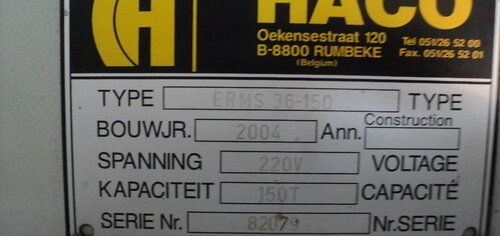 HACO
Oekensestraat 120
B-8800 RUMBEKE
(Belgium)
Tel 051/26 52 00
Fax. 051/26 52 01
TYPE ERMS 36-150 TYPE
BOUWJR. 2004 Ann. Construction
SPANNING 220V VOLTAGE
KAPACITEIT 150T CAPACITÉ
SERIE Nr. 82079 Nr. SERIE